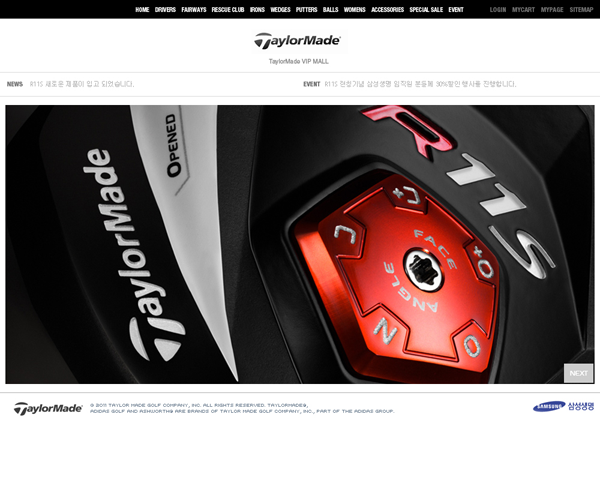 HOME DRIVERS FAIRWAYS RESCUE CLUB IRONS WEDGES PUTTERS BALLS WOMENS ACCESSORIES SPECIAL SALE EVENT LOGIN MYCART MYPAGE SITEMAP
TaylorMade
TaylorMade VIP MALL
NEWS R11S 새로운 제품이 입고 되었습니다.
EVENT R11S 런칭기념 삼성생명 임직원 분들께 30%할인 행사를 진행합니다.
TaylorMade
OPENED
R11S
FACE
ANGLE
C
C+
O+
O
N
NEXT
TaylorMade
© 2011 TAYLOR MADE GOLF COMPANY, INC. ALL RIGHTS RESERVED. TAYLORMADE®,
ADIDAS GOLF AND ASHWORTH® ARE BRANDS OF TAYLOR MADE GOLF COMPANY, INC., PART OF THE ADIDAS GROUP.
SAMSUNG 삼성생명